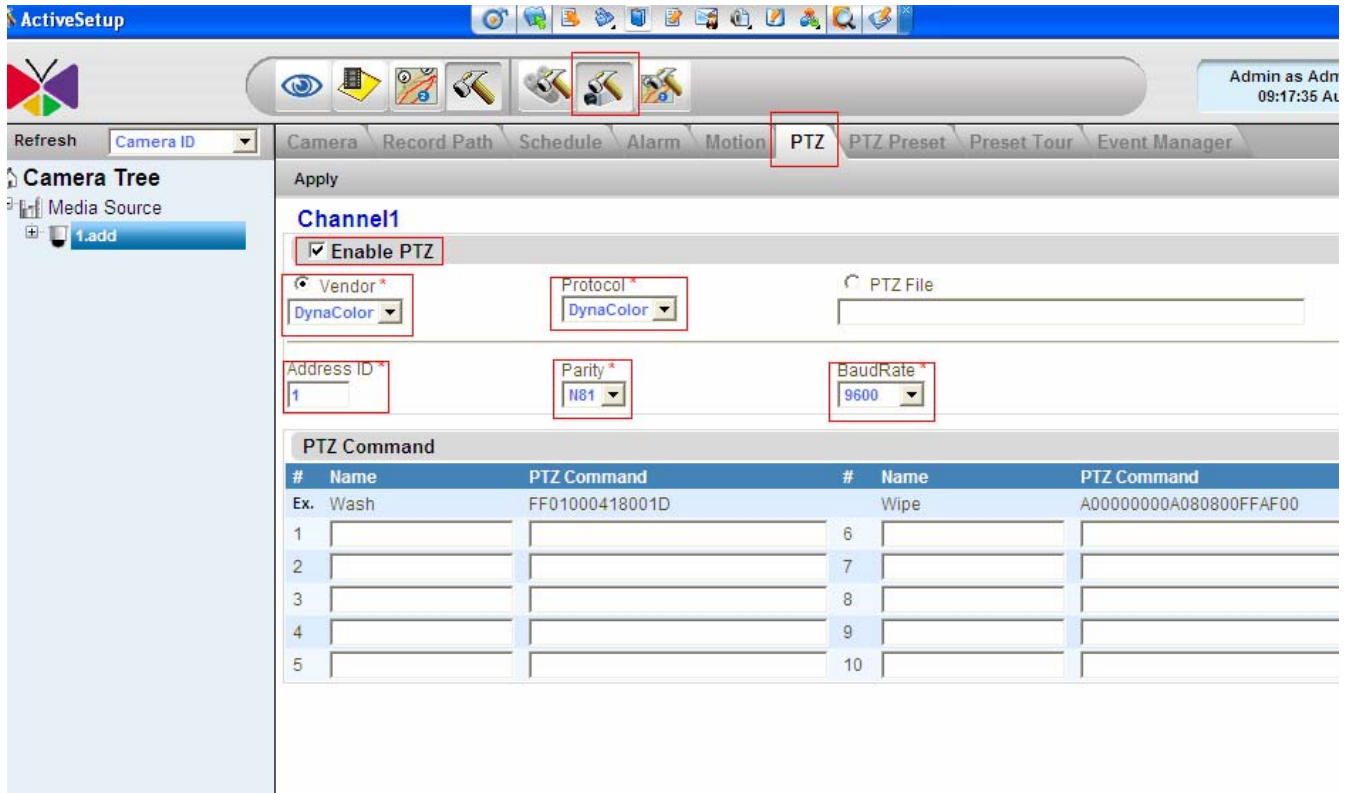 ActiveSetup
Admin as Adm
09:17:35 Au
Refresh Camera ID
Camera Record Path Schedule Alarm Motion PTZ PTZ Preset Preset Tour Event Manager
Camera Tree
Apply
Media Source
1.add
Channel1
Enable PTZ
Vendor * Protocol * PTZ File
DynaColor DynaColor
Address ID * Parity * BaudRate *
1 N81 9600
PTZ Command
# Name PTZ Command # Name PTZ Command
Ex. Wash FF01000418001D Wipe A00000000A080800FFAF00
1 6
2 7
3 8
4 9
5 10